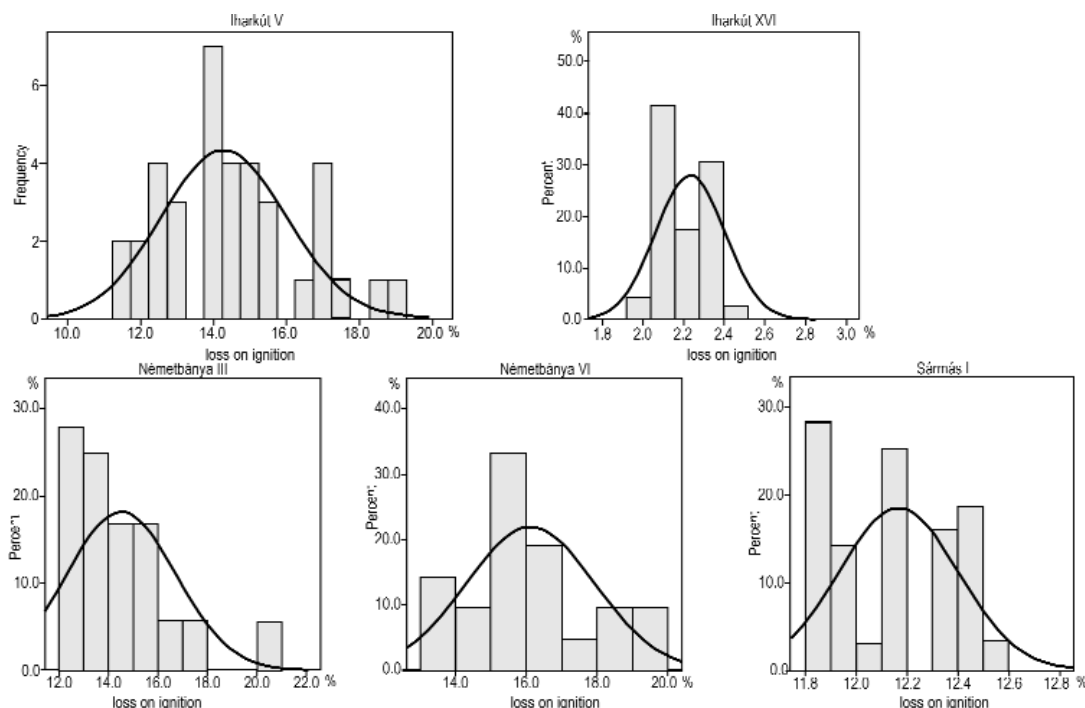 Iharkút V
6
4
2
0
Frequency
10.0 12.0 14.0 16.0 18.0 20.0 %
loss on ignition
Iharkút XVI
%
50.0
40.0
30.0
20.0
10.0
0.0
Percent
1.8 2.0 2.2 2.4 2.6 2.8 3.0 %
loss on ignition
Németbánya III
%
30.0
20.0
10.0
0.0
Percent
12.0 14.0 16.0 18.0 20.0 22.0 %
loss on ignition
Németbánya VI
%
40.0
30.0
20.0
10.0
0.0
Percent
14.0 16.0 18.0 20.0 %
loss on ignition
Sármás I
%
30.0
20.0
10.0
0.0
Percent
11.8 12.0 12.2 12.4 12.6 12.8 %
loss on ignition